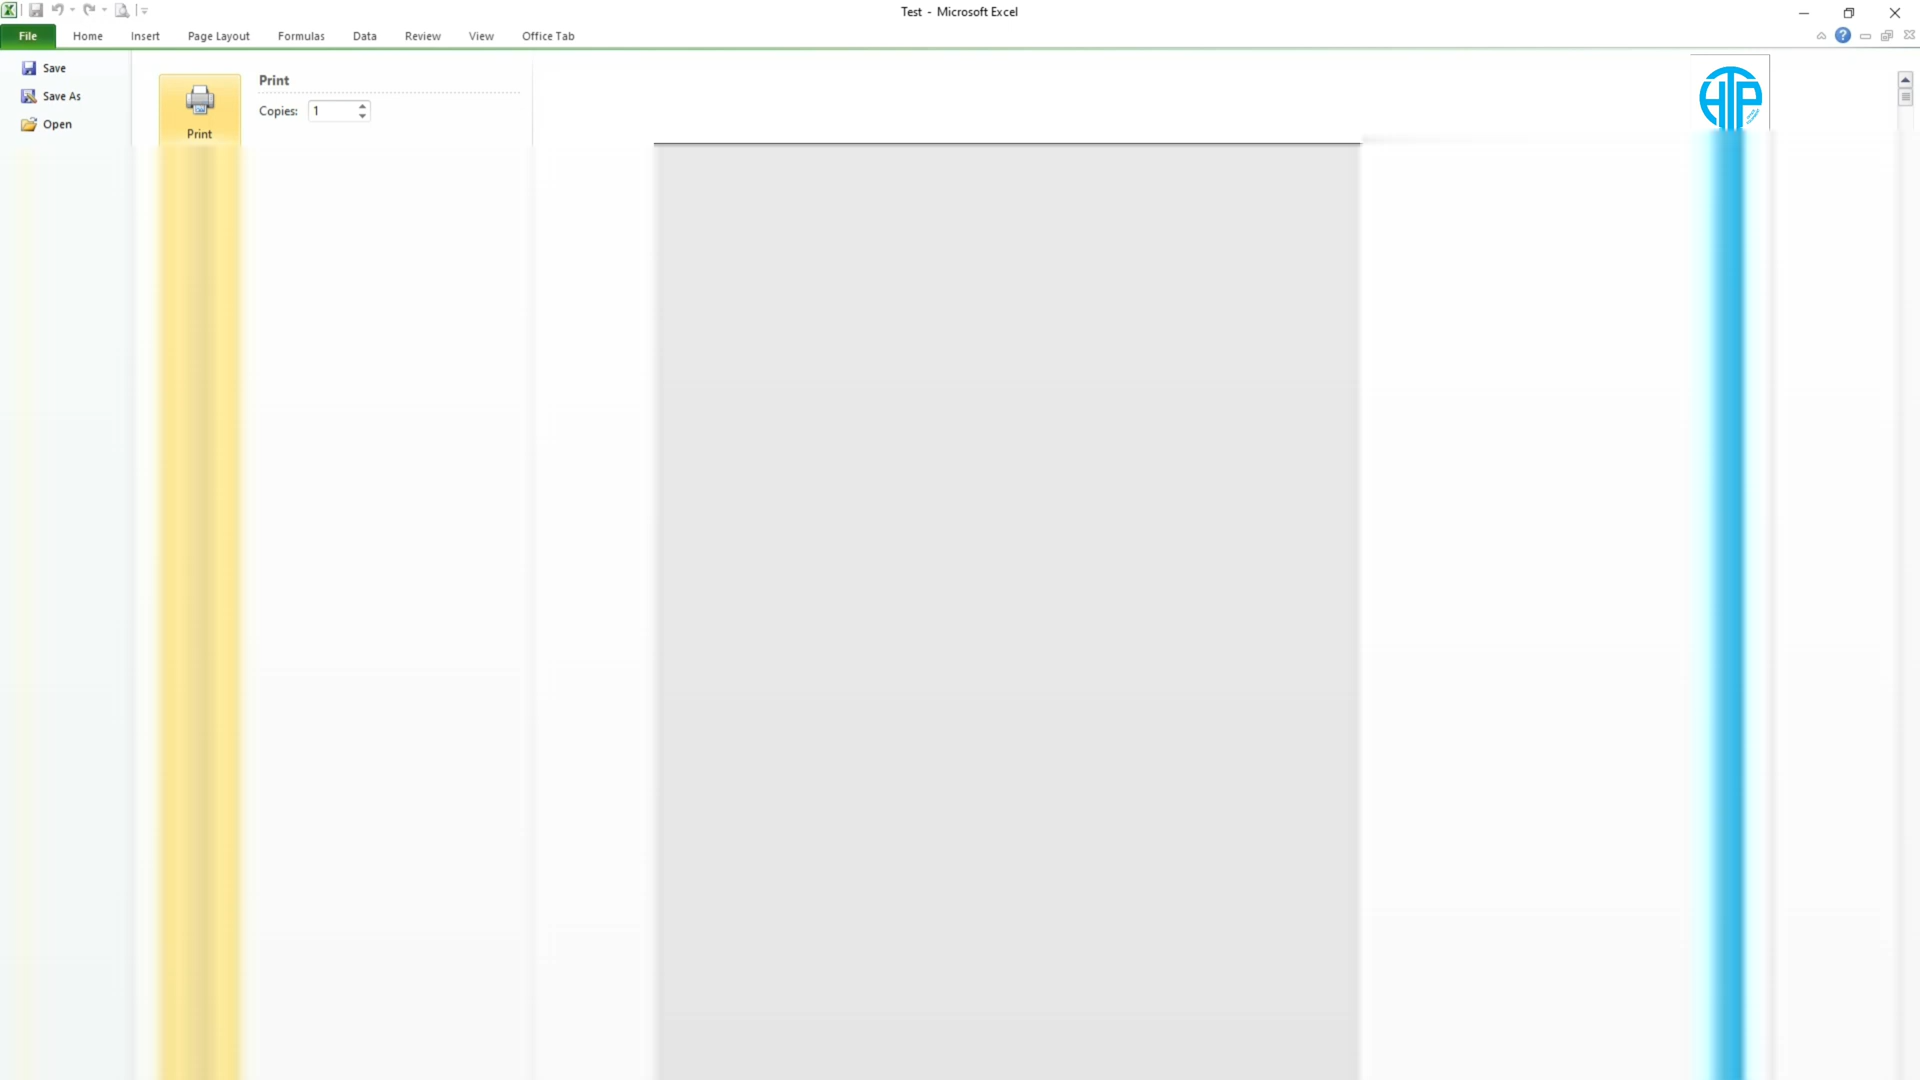 Test - Microsoft Excel
File Home Insert Page Layout Formulas Data Review View Office Tab
Save
Save As
Open
Print
Print
Copies: 1
HTP